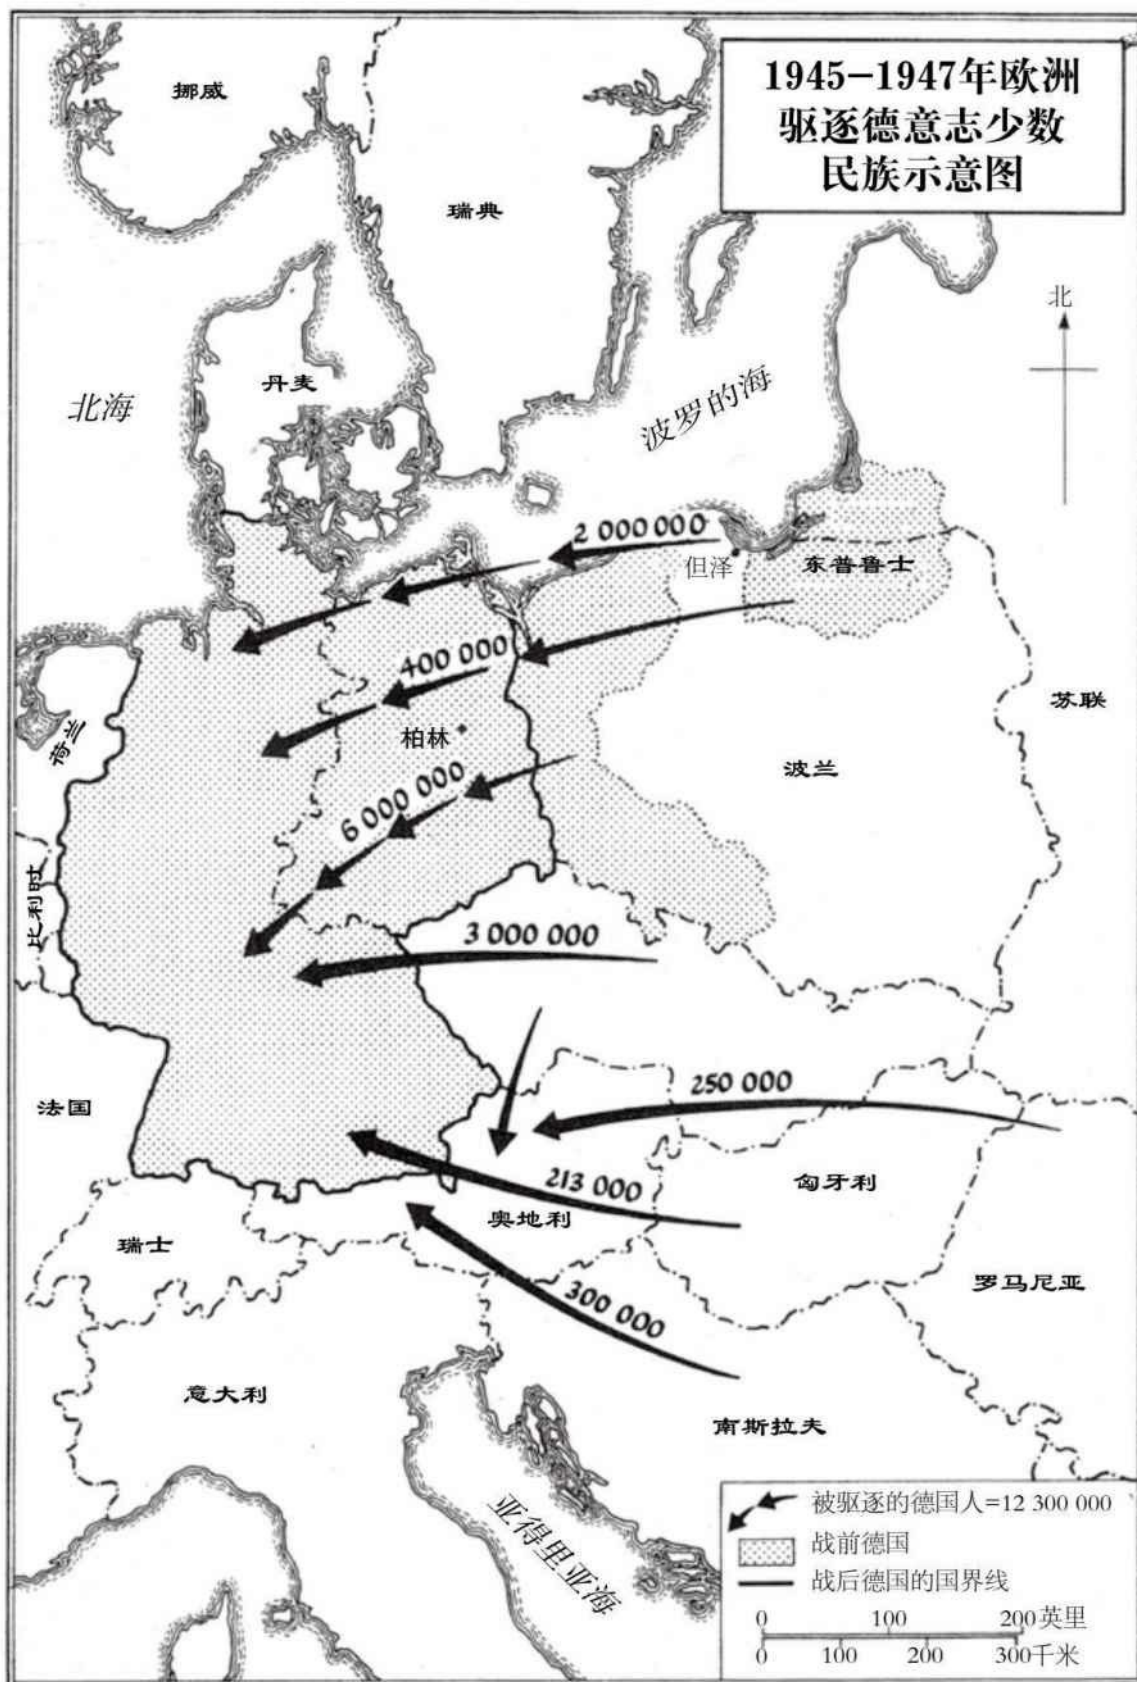 1945-1947年欧洲
驱逐德意志少数
民族示意图
挪威
瑞典
北
丹麦
北海
波罗的海
2 000 000
但泽
东普鲁士
400 000
苏联
荷兰
柏林
波兰
6 000 000
比利时
3 000 000
250 000
法国
213 000
匈牙利
奥地利
瑞士
罗马尼亚
300 000
意大利
南斯拉夫
亚得里亚海
被驱逐的德国人=12 300 000
战前德国
战后德国的国界线
0 100 200英里
0 100 200 300千米